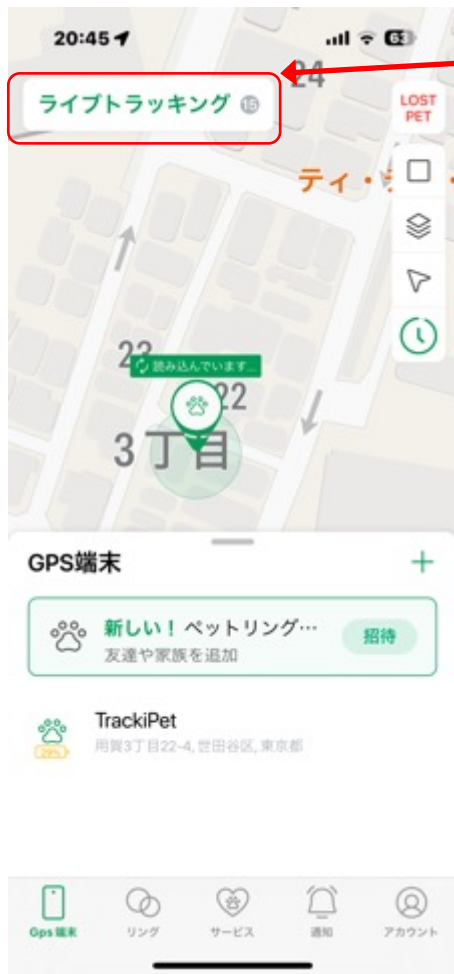 20:45
63
24
ライブトラッキング 15
LOST
PET
ティ・
23
読み込んでいます...
22
3丁目
GPS端末
新しい！ペットリング…
招待
友達や家族を追加
TrackiPet
29%
用賀3丁目22-4, 世田谷区, 東京都
Gps 端末
リング
サービス
通知
アカウント